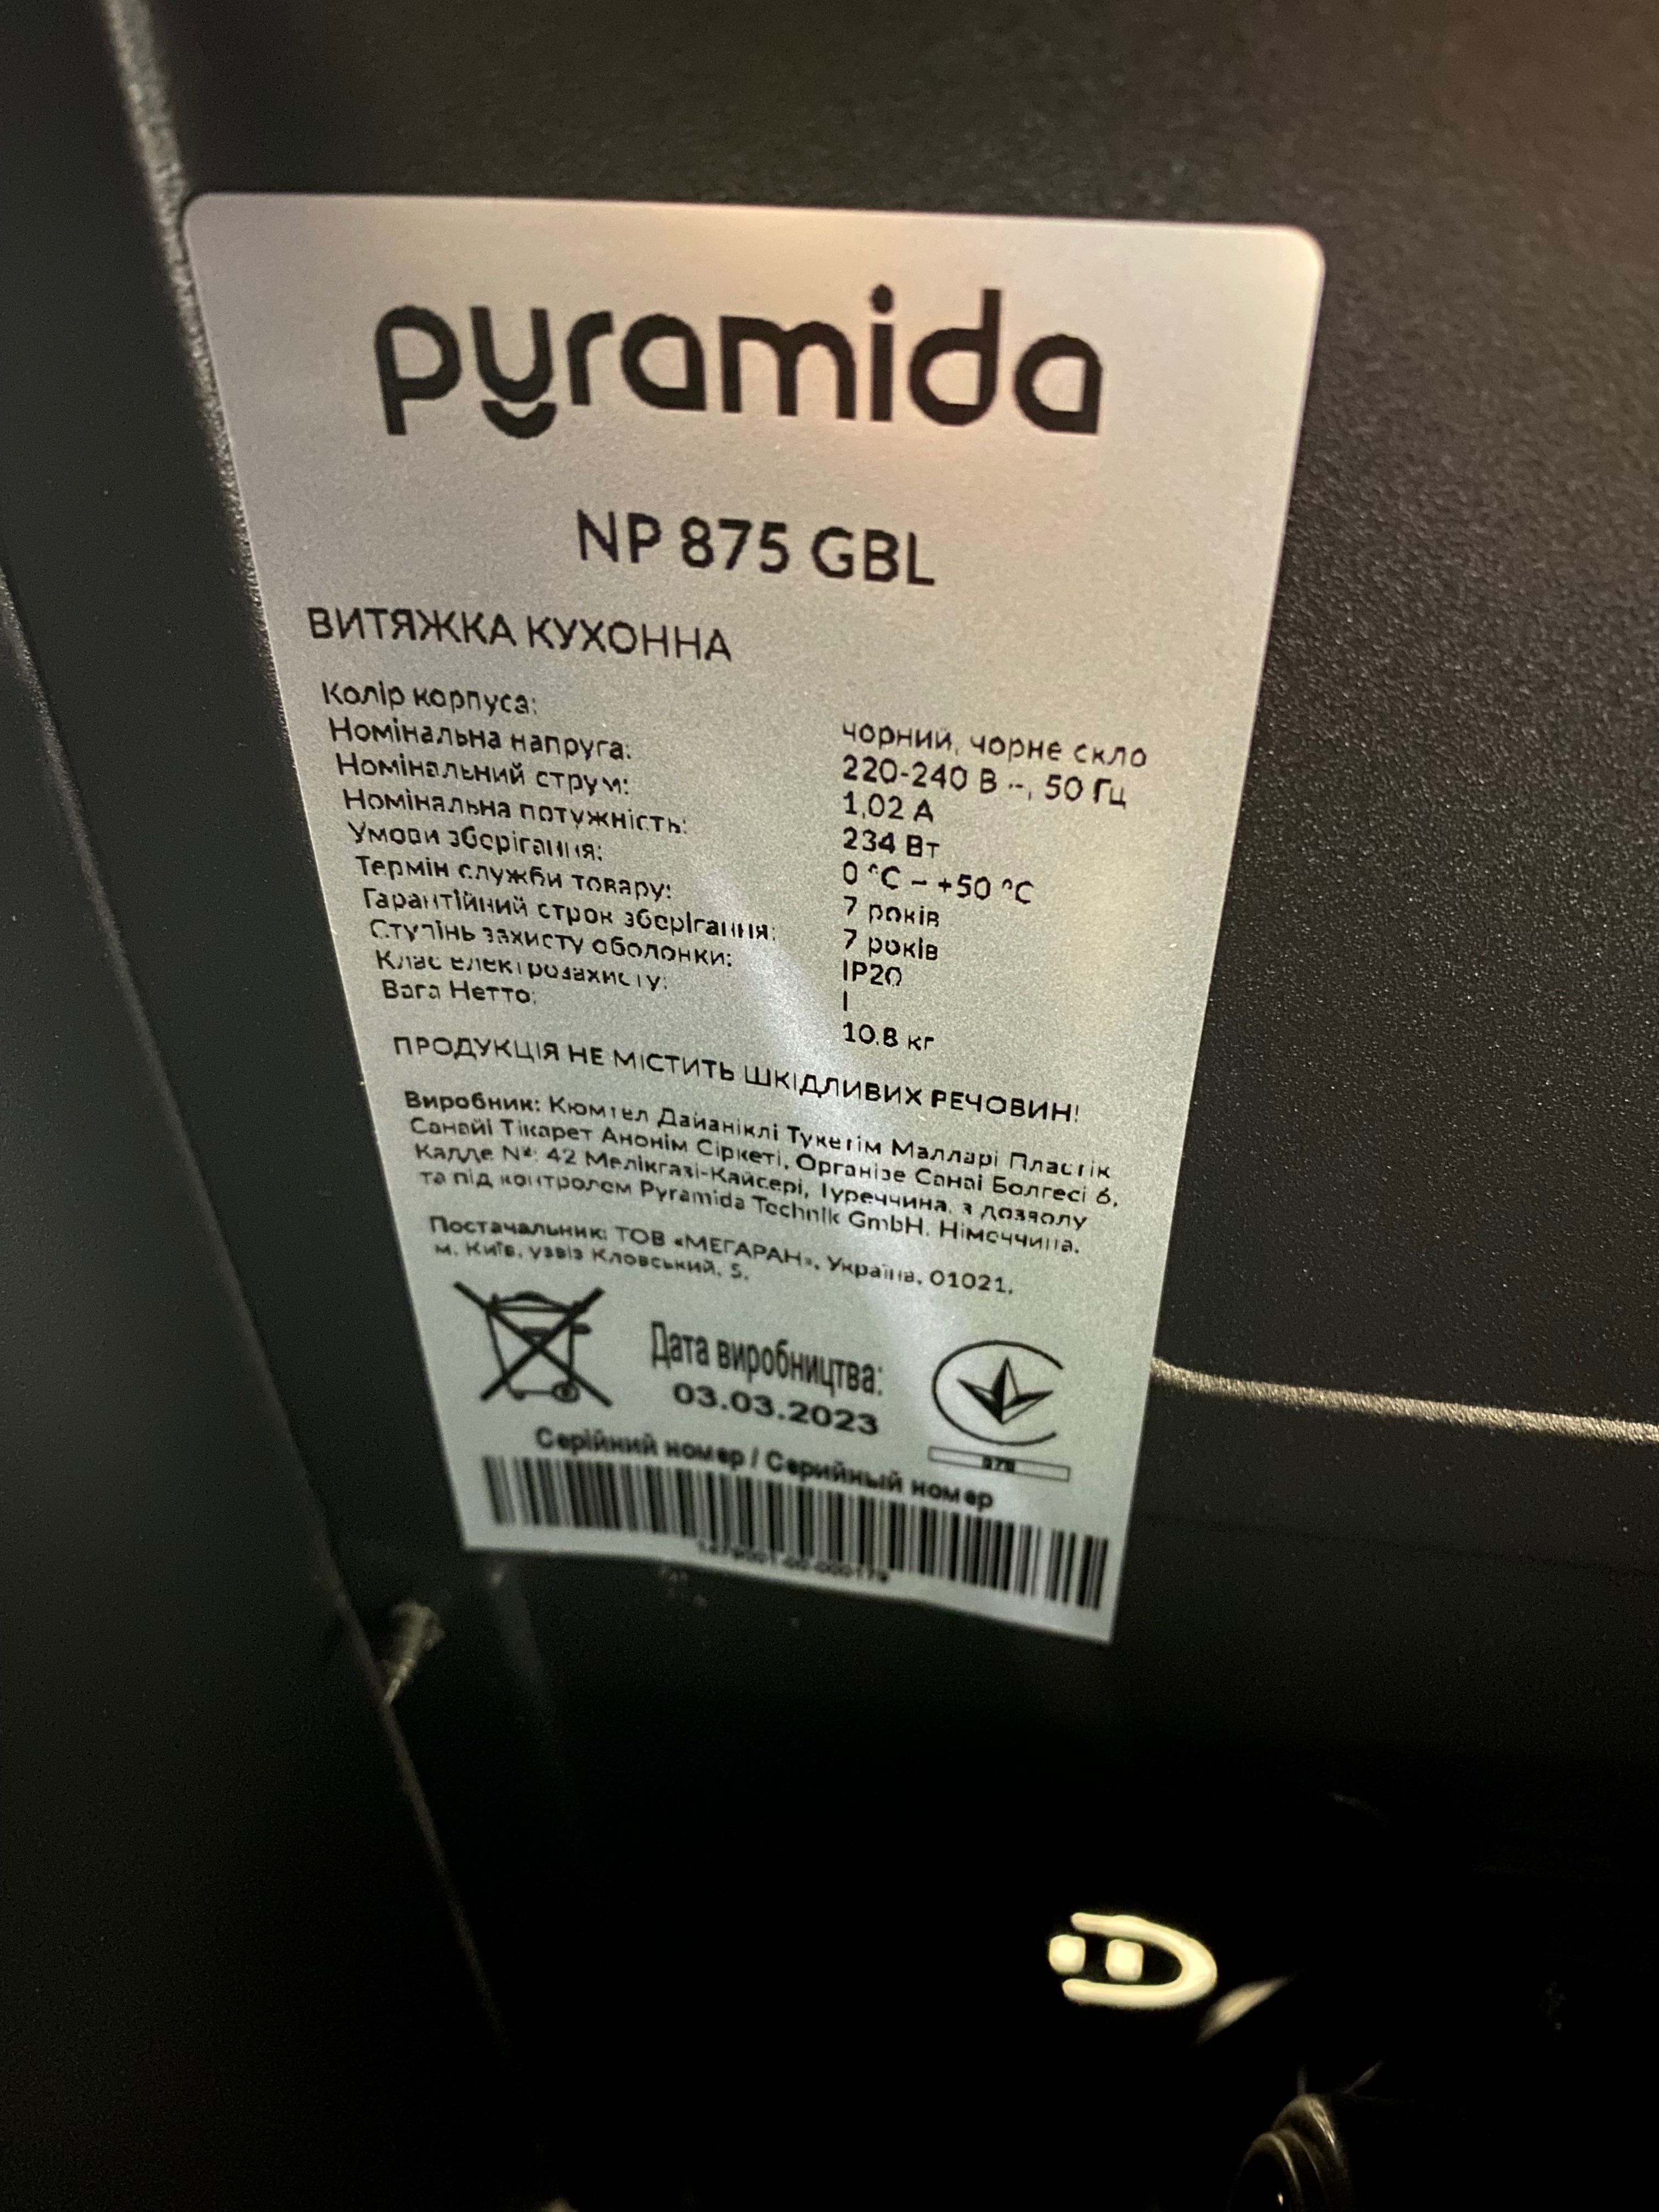 pyramida
NP 875 GBL
ВИТЯЖКА КУХОННА
Колір корпуса: чорний, чорне скло
Номінальна напруга: 220-240 В ~, 50 Гц
Номінальний струм: 1,02 А
Номінальна потужність: 234 Вт
Умови зберігання: 0 °C – +50 °C
Термін служби товару: 7 років
Гарантійний строк зберігання: 7 років
Ступінь захисту оболонки: IP20
Клас електрозахисту: I
Вага Нетто: 10.8 кг
ПРОДУКЦІЯ НЕ МІСТИТЬ ШКІДЛИВИХ РЕЧОВИН!
Виробник: Кюмтел Дайаніклі Тукетім Малларі Пластік
Санайі Тікарет Анонім Сіркеті, Організе Санаі Болгесі 6.
Кадде №: 42 Мелікгазі-Кайсері, Туреччина, з дозволу
та під контролем Pyramida Technik GmbH. Німеччина.
Постачальник: ТОВ «МЕГАРАН», Україна, 01021,
м. Київ, узвіз Кловський, 5.
Дата виробництва:
03.03.2023
Серійний номер / Серийный номер